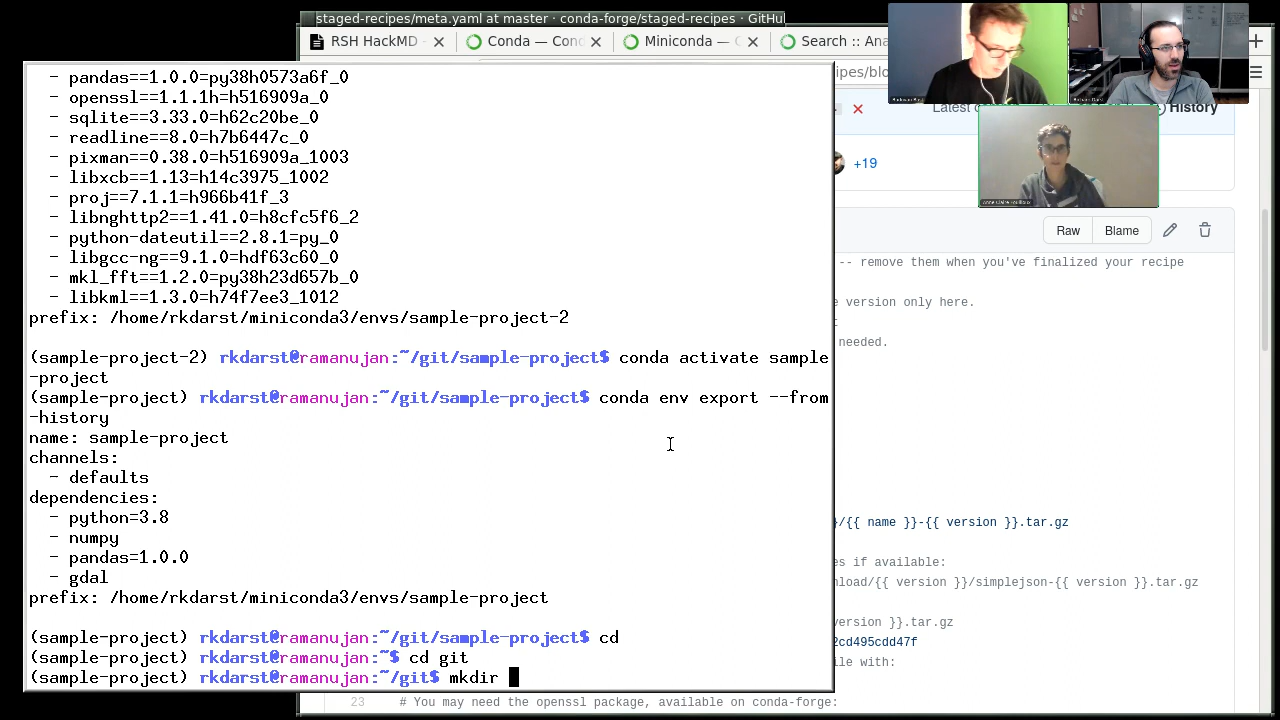 staged-recipes/meta.yaml at master · conda-forge/staged-recipes · GitHu
RSH HackMD -
Conda — Con
Miniconda —
Search :: Ana
ipes/blo
- pandas==1.0.0=py38h0573a6f_0
- openssl==1.1.1h=h516909a_0
- sqlite==3.33.0=h62c20be_0
- readline==8.0=h7b6447c_0
- pixman==0.38.0=h516909a_1003
- libxcb==1.13=h14c3975_1002
- proj==7.1.1=h966b41f_3
- libnghttp2==1.41.0=h8cfc5f6_2
- python-dateutil==2.8.1=py_0
- libgcc-ng==9.1.0=hdf63c60_0
- mkl_fft==1.2.0=py38h23d657b_0
- libkml==1.3.0=h74f7ee3_1012
prefix: /home/rkdarst/miniconda3/envs/sample-project-2
(sample-project-2) rkdarst@ramanujan:~/git/sample-project$ conda activate sample
-project
(sample-project) rkdarst@ramanujan:~/git/sample-project$ conda env export --from
-history
name: sample-project
channels:
- defaults
dependencies:
- python=3.8
- numpy
- pandas=1.0.0
- gdal
prefix: /home/rkdarst/miniconda3/envs/sample-project
(sample-project) rkdarst@ramanujan:~/git/sample-project$ cd
(sample-project) rkdarst@ramanujan:~$ cd git
(sample-project) rkdarst@ramanujan:~/git$ mkdir
Latest
History
+19
Raw
Blame
-- remove them when you've finalized your recipe
e version only here.
needed.
}/{{ name }}-{{ version }}.tar.gz
es if available:
nload/{{ version }}/simplejson-{{ version }}.tar.gz
version }}.tar.gz
2cd495cdd47f
ile with:
23 # You may need the openssl package, available on conda-forge: